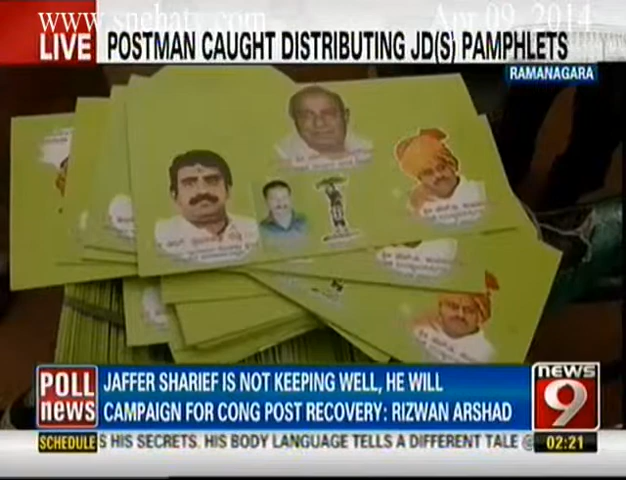 www.snehatv.com Apr 09, 2014
LIVE POSTMAN CAUGHT DISTRIBUTING JD(S) PAMPHLETS
RAMANAGARA
POLL news
JAFFER SHARIEF IS NOT KEEPING WELL, HE WILL
CAMPAIGN FOR CONG POST RECOVERY: RIZWAN ARSHAD
NEWS 9
SCHEDULE S HIS SECRETS. HIS BODY LANGUAGE TELLS A DIFFERENT TALE @ 02:21